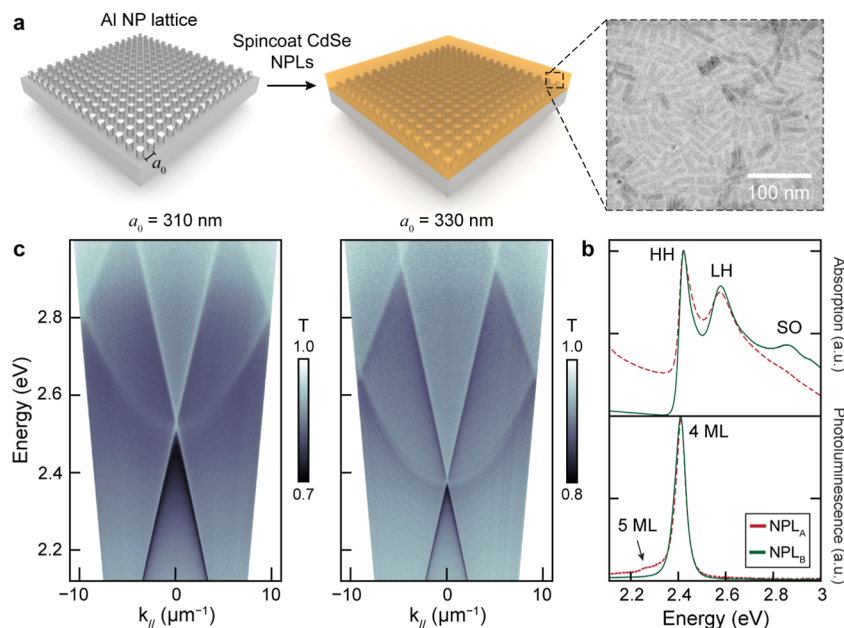 a
Al NP lattice
Spincoat CdSe
NPLs
a₀
100 nm
a₀ = 310 nm
a₀ = 330 nm
c
Energy (eV)
2.8
2.6
2.4
2.2
−10
0
10
k// (µm⁻¹)
T
1.0
0.7
−10
0
10
k// (µm⁻¹)
T
1.0
0.8
b
HH
LH
SO
Absorption (a.u.)
4 ML
5 ML
NPL_A
NPL_B
Photoluminescence (a.u.)
2.2
2.4
2.6
2.8
3
Energy (eV)